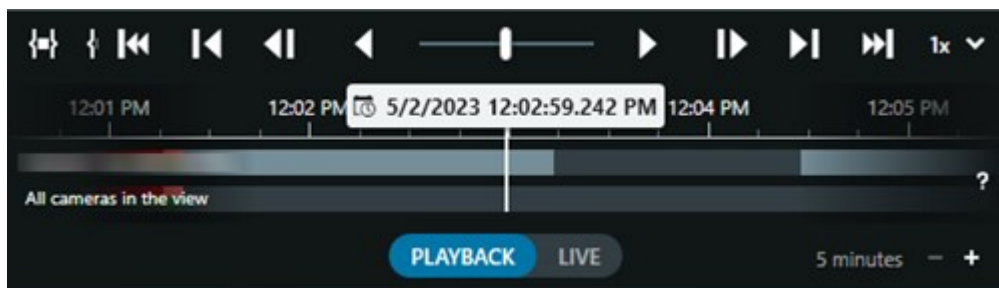 1x
12:01 PM 12:02 PM 5/2/2023 12:02:59.242 PM 12:04 PM 12:05 PM
?
All cameras in the view
PLAYBACK LIVE 5 minutes - +